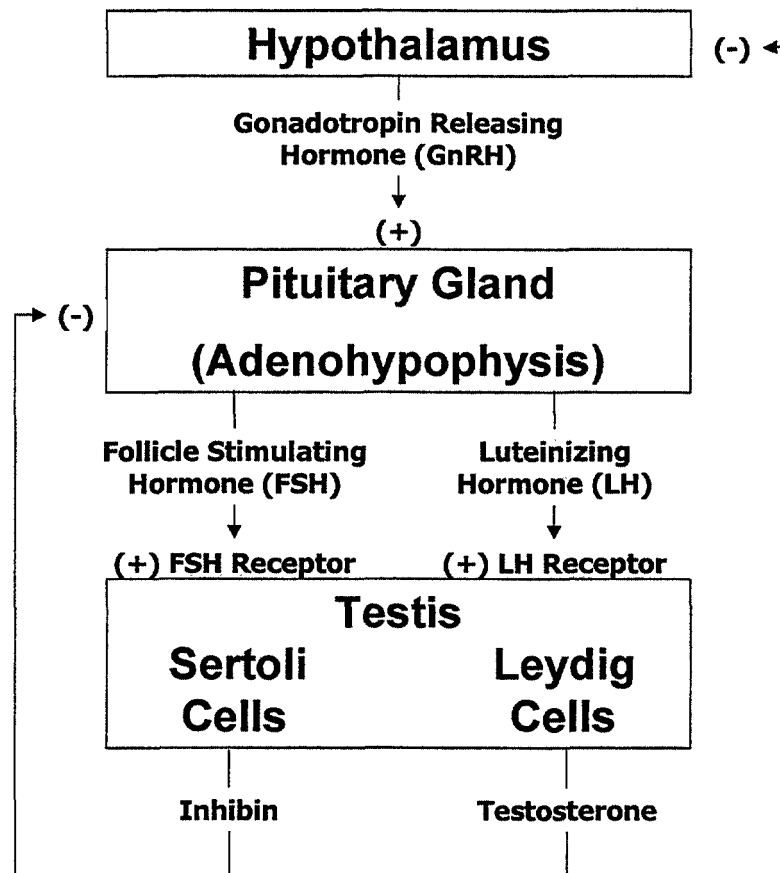 Hypothalamus
(-)
Gonadotropin Releasing
Hormone (GnRH)
(+)
Pituitary Gland
(Adenohypophysis)
(-)
Follicle Stimulating
Hormone (FSH)
Luteinizing
Hormone (LH)
(+) FSH Receptor
(+) LH Receptor
Testis
Sertoli
Cells
Leydig
Cells
Inhibin
Testosterone